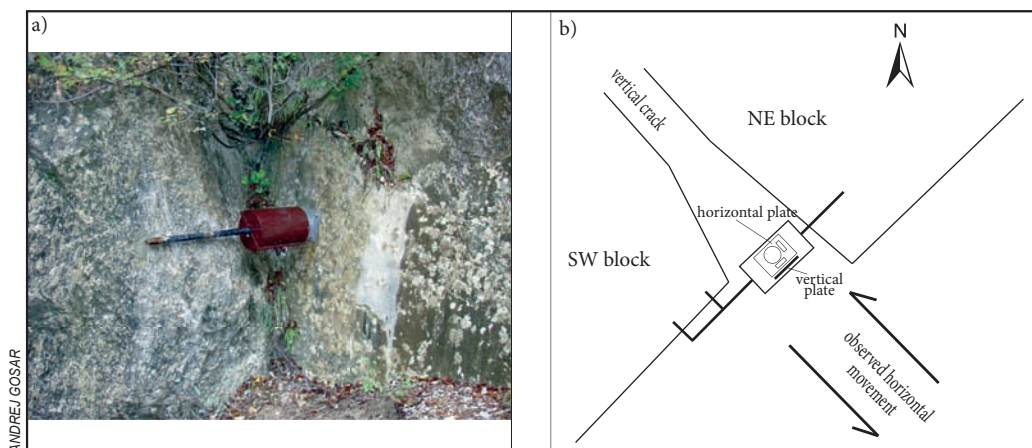 a)
ANDREJ GOSAR
b)
N
vertical crack
NE block
horizontal plate
SW block
vertical
plate
observed horizontal
movement